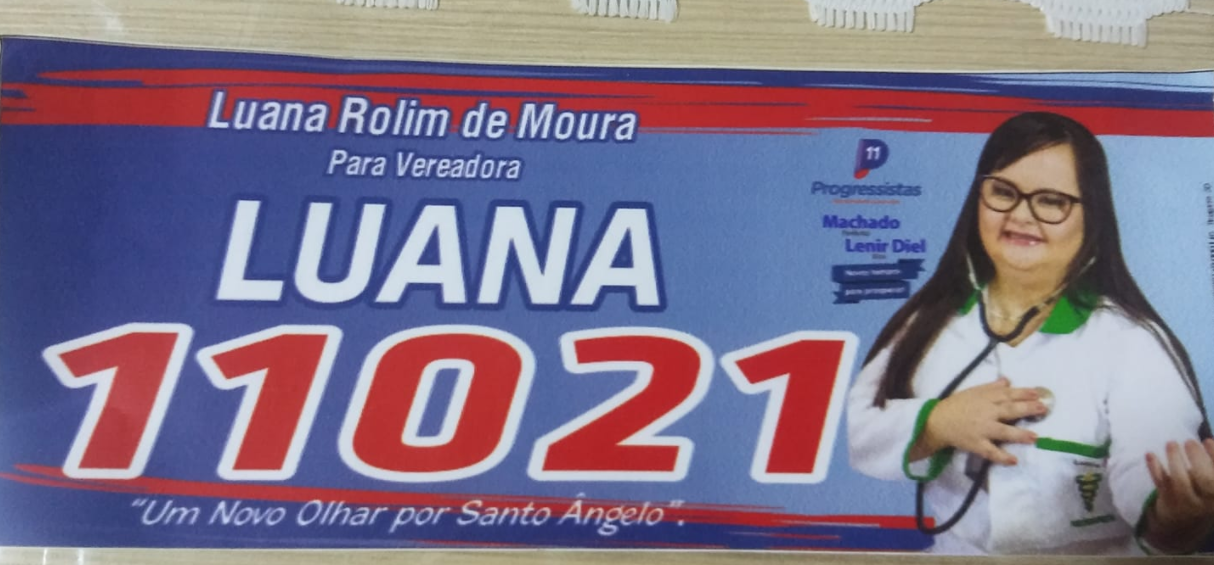 Luana Rolim de Moura
Para Vereadora
LUANA
11021
"Um Novo Olhar por Santo Ângelo".
11
Progressistas
Machado
Lenir Diel